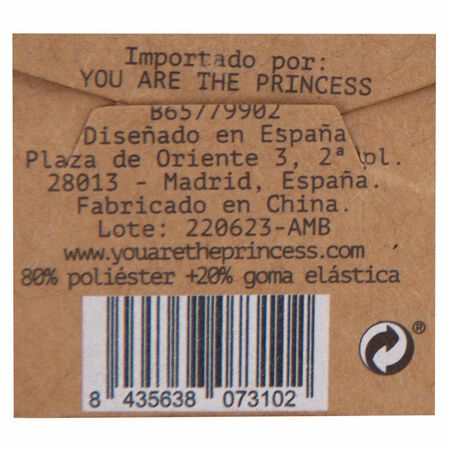 Importado por:
YOU ARE THE PRINCESS
B65779902
Diseñado en España
Plaza de Oriente 3, 2ª pl.
28013 - Madrid, España.
Fabricado en China.
Lote: 220623-AMB
www.youaretheprincess.com
80% poliéster +20% goma elástica
®
8 435638 073102